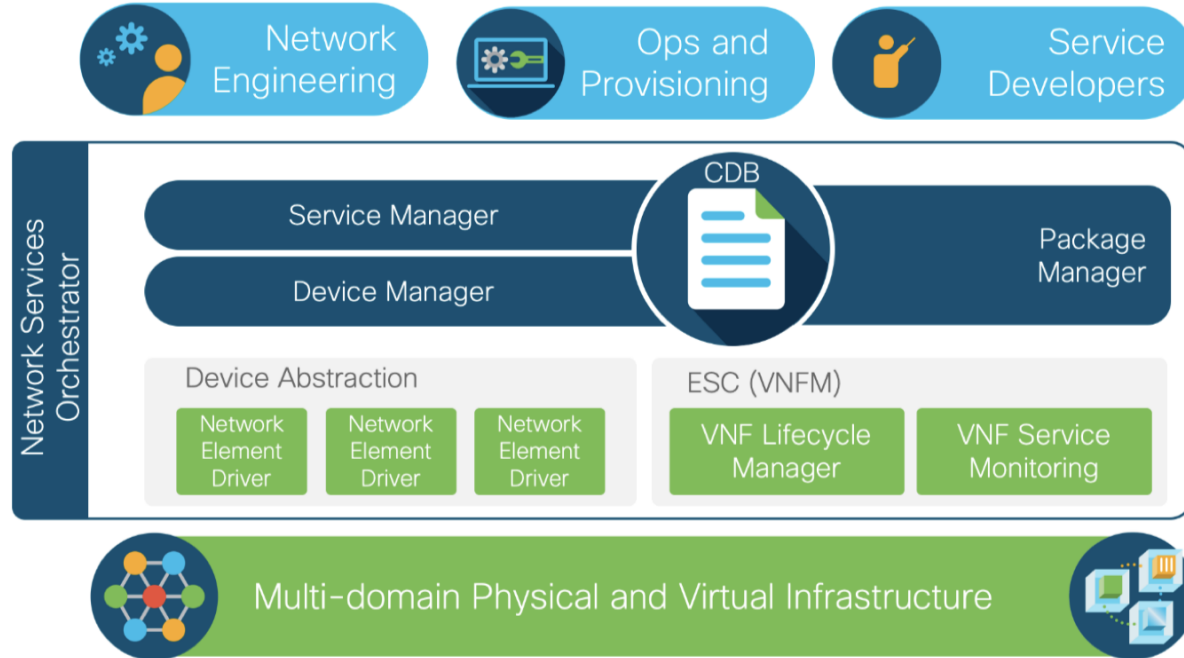 Network
Engineering
Ops and
Provisioning
Service
Developers
Network Services
Orchestrator
CDB
Service Manager
Device Manager
Package
Manager
Device Abstraction
Network
Element
Driver
Network
Element
Driver
Network
Element
Driver
ESC (VNFM)
VNF Lifecycle
Manager
VNF Service
Monitoring
Multi-domain Physical and Virtual Infrastructure